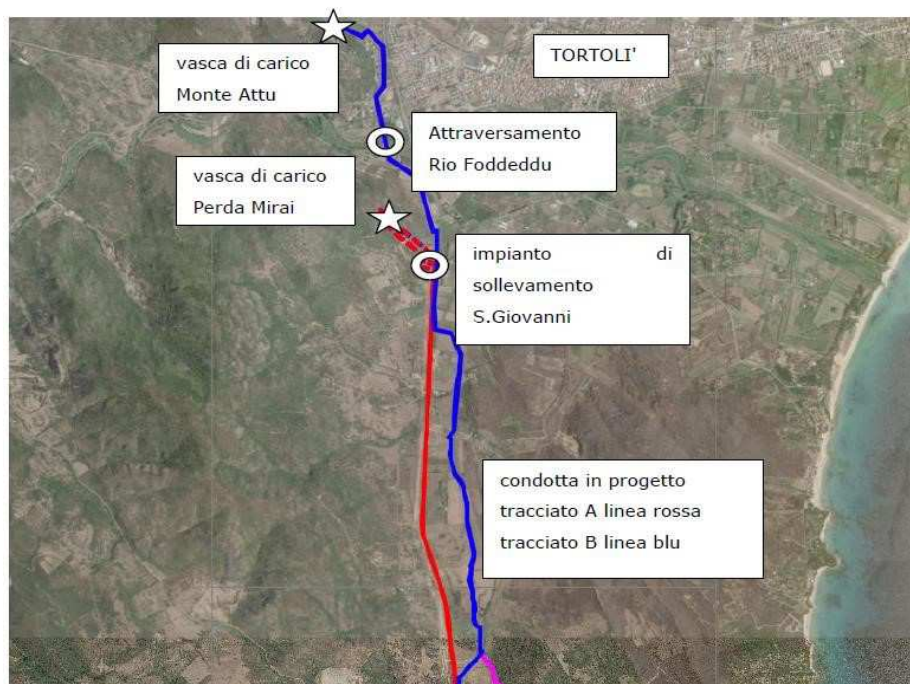 vasca di carico
Monte Attu
TORTOLI'
Attraversamento
Rio Foddeddu
vasca di carico
Perda Mirai
impianto di
sollevamento
S.Giovanni
condotta in progetto
tracciato A linea rossa
tracciato B linea blu